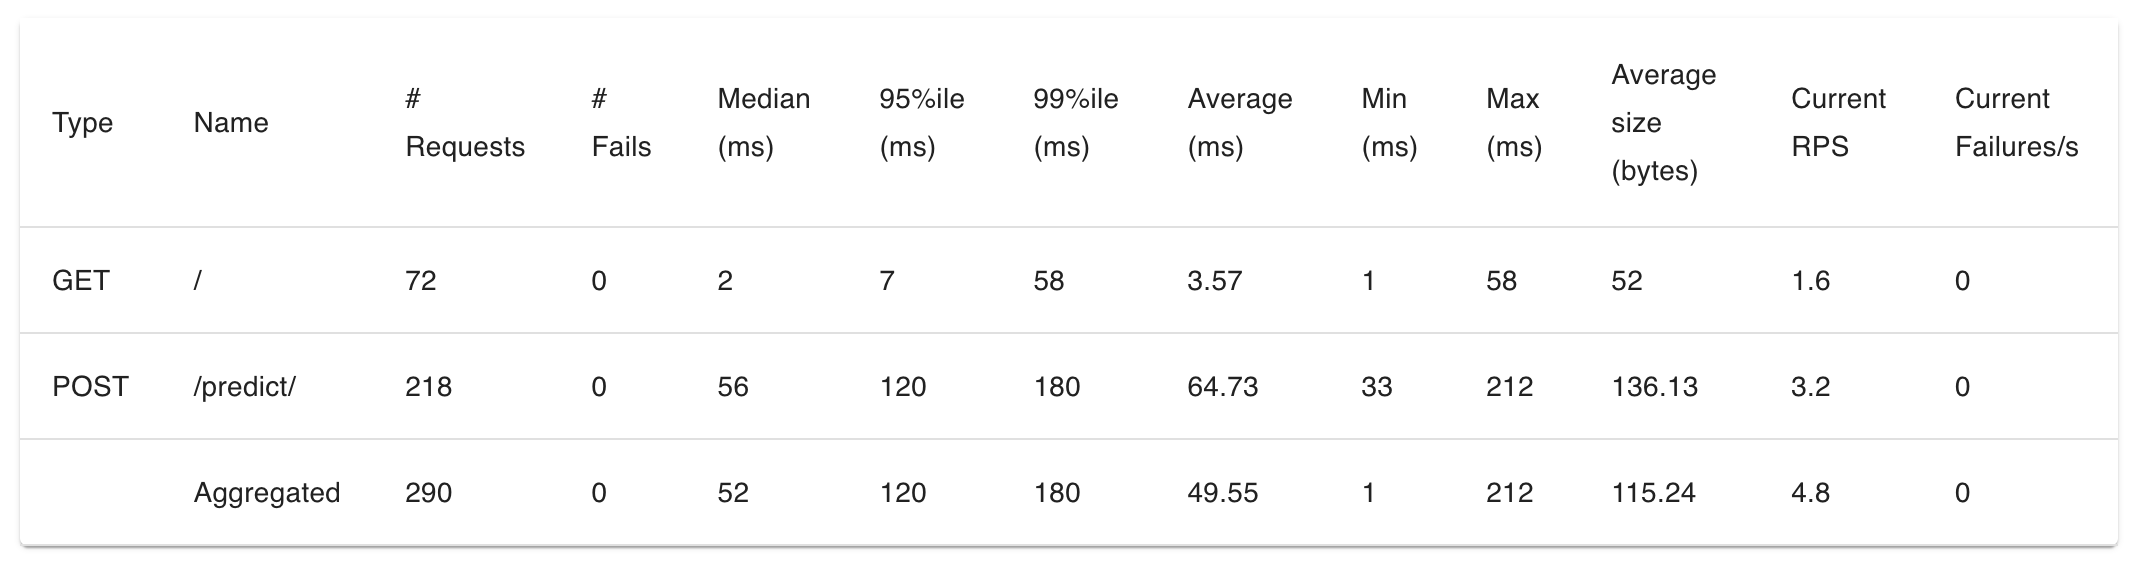 Type Name # Requests # Fails Median (ms) 95%ile (ms) 99%ile (ms) Average (ms) Min (ms) Max (ms) Average size (bytes) Current RPS Current Failures/s
GET / 72 0 2 7 58 3.57 1 58 52 1.6 0
POST /predict/ 218 0 56 120 180 64.73 33 212 136.13 3.2 0
Aggregated 290 0 52 120 180 49.55 1 212 115.24 4.8 0